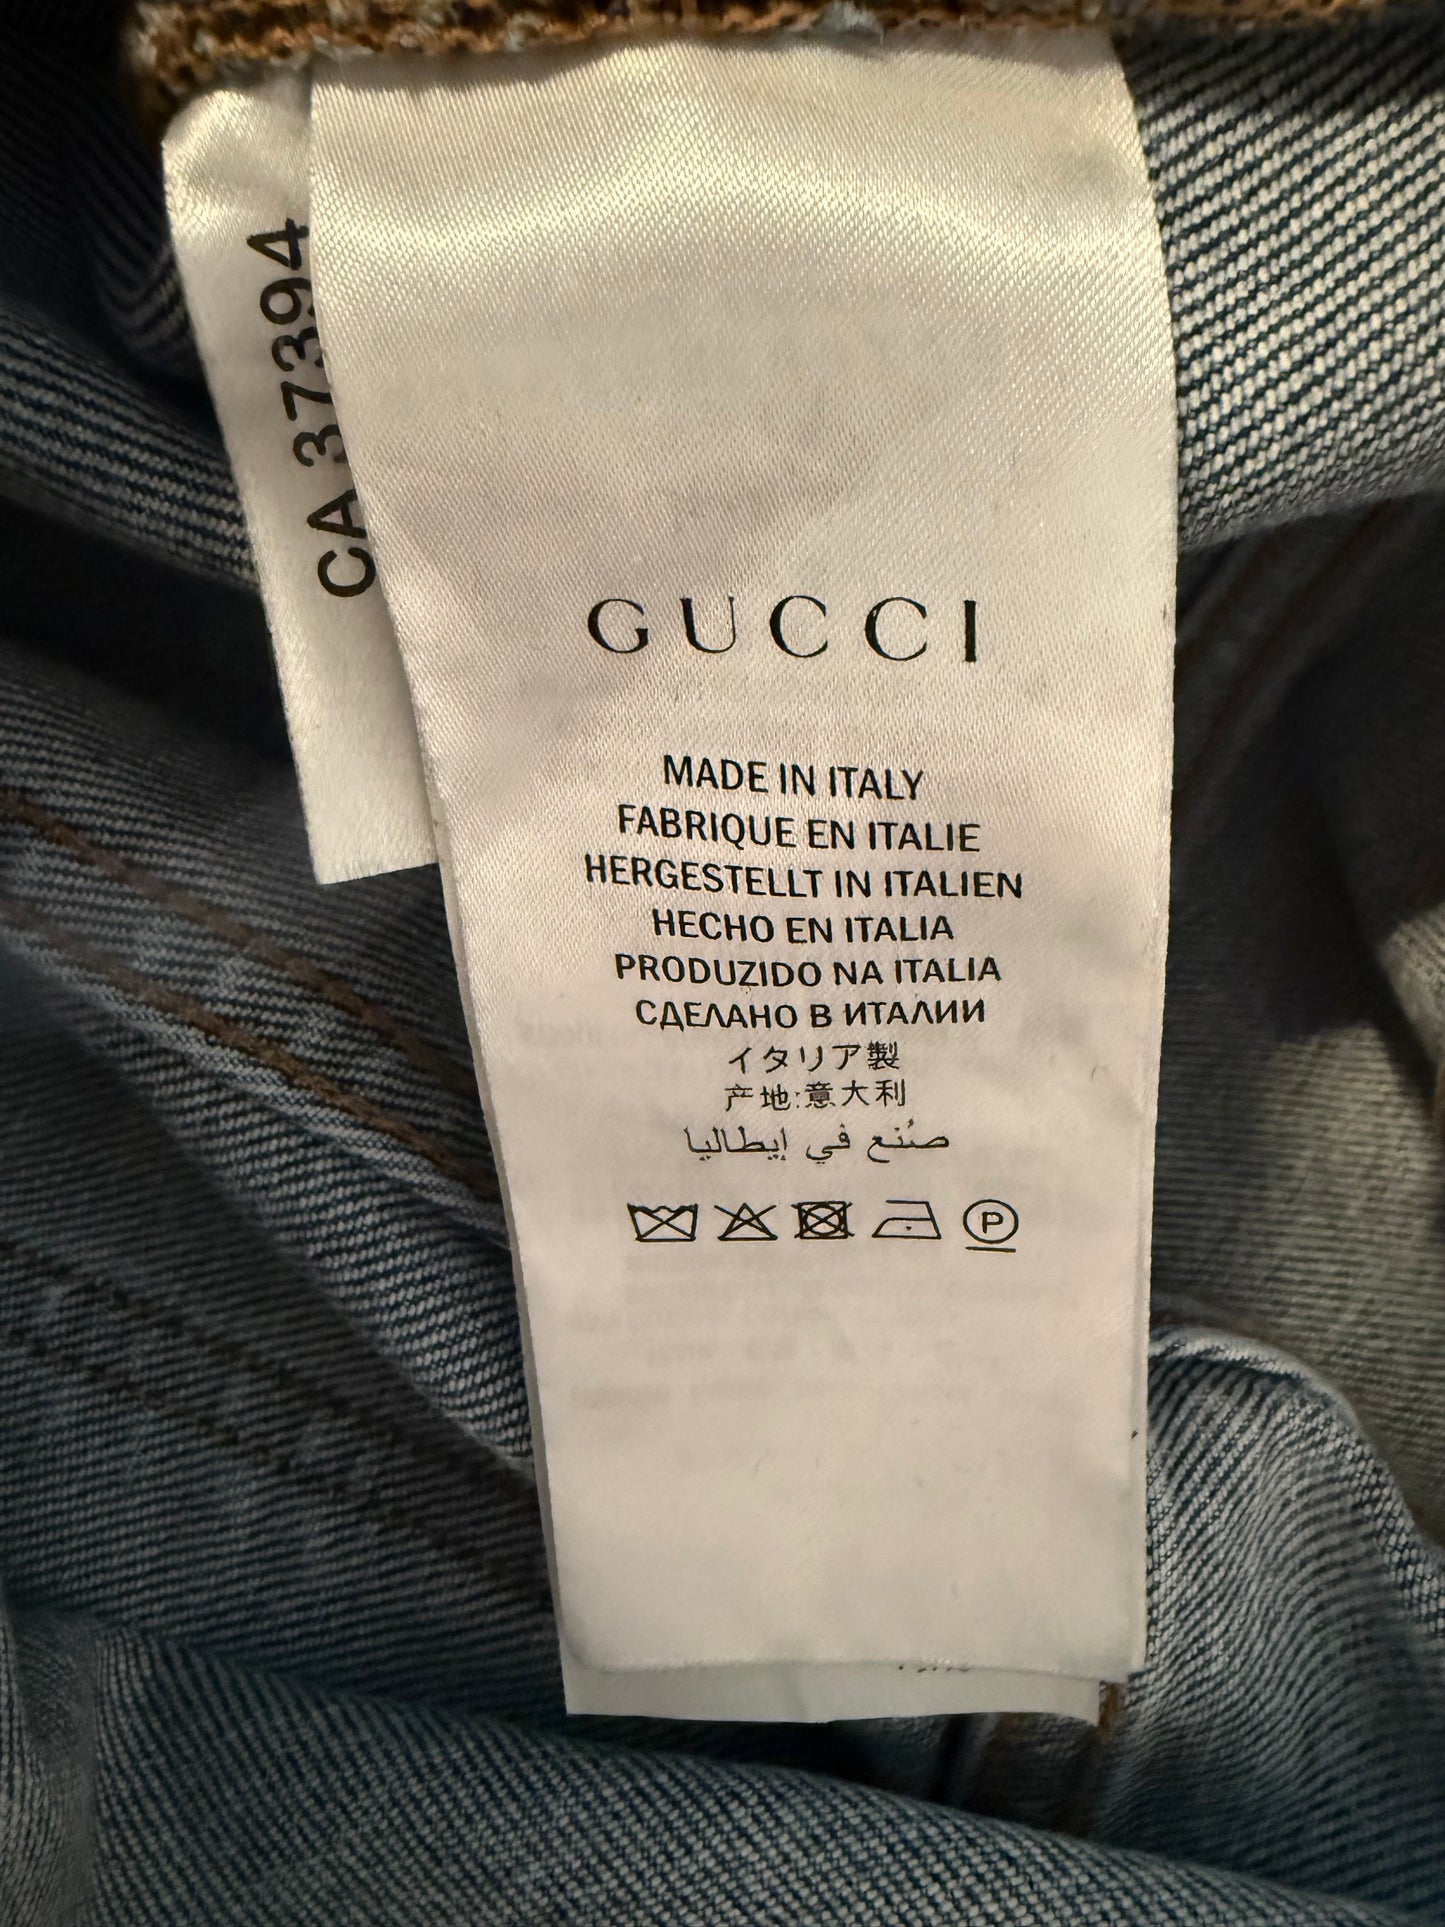 CA 37394
GUCCI
MADE IN ITALY
FABRIQUE EN ITALIE
HERGESTELLT IN ITALIEN
HECHO EN ITALIA
PRODUZIDO NA ITALIA
СДЕЛАНО В ИТАЛИИ
イタリア製
产地:意大利
صُنع في إيطاليا
P